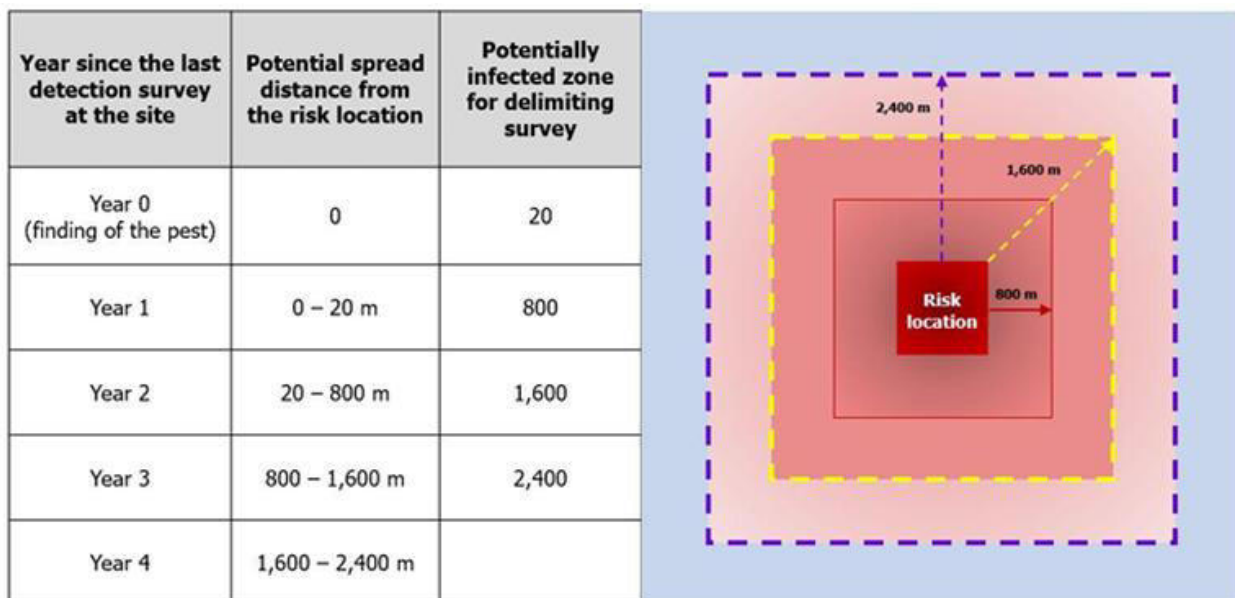 Year since the last
detection survey
at the site
Potential spread
distance from
the risk location
Potentially
infected zone
for delimiting
survey
Year 0
(finding of the pest)
0
20
Year 1
0 – 20 m
800
Year 2
20 – 800 m
1,600
Year 3
800 – 1,600 m
2,400
Year 4
1,600 – 2,400 m
2,400 m
1,600 m
800 m
Risk
location